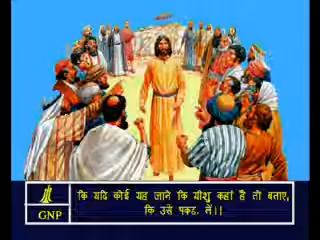 कि यदि कोई यह जाने कि यीशु कहां है तो बताए,
कि उसे पकड़ लें।।
GNP